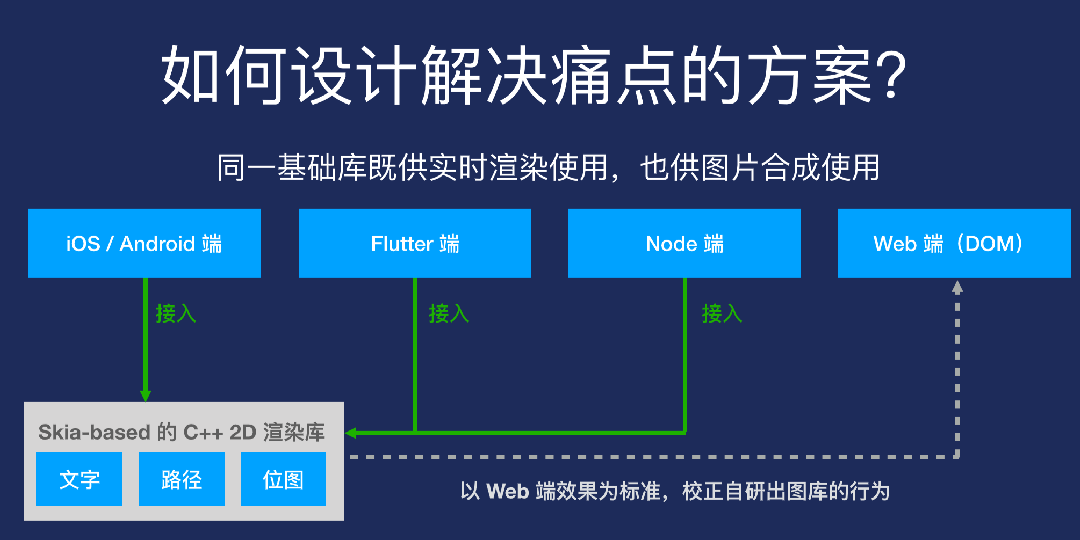 如何设计解决痛点的方案？
同一基础库既供实时渲染使用，也供图片合成使用
iOS / Android 端
Flutter 端
Node 端
Web 端（DOM）
接入
接入
接入
Skia-based 的 C++ 2D 渲染库
文字
路径
位图
以 Web 端效果为标准，校正自研出图库的行为